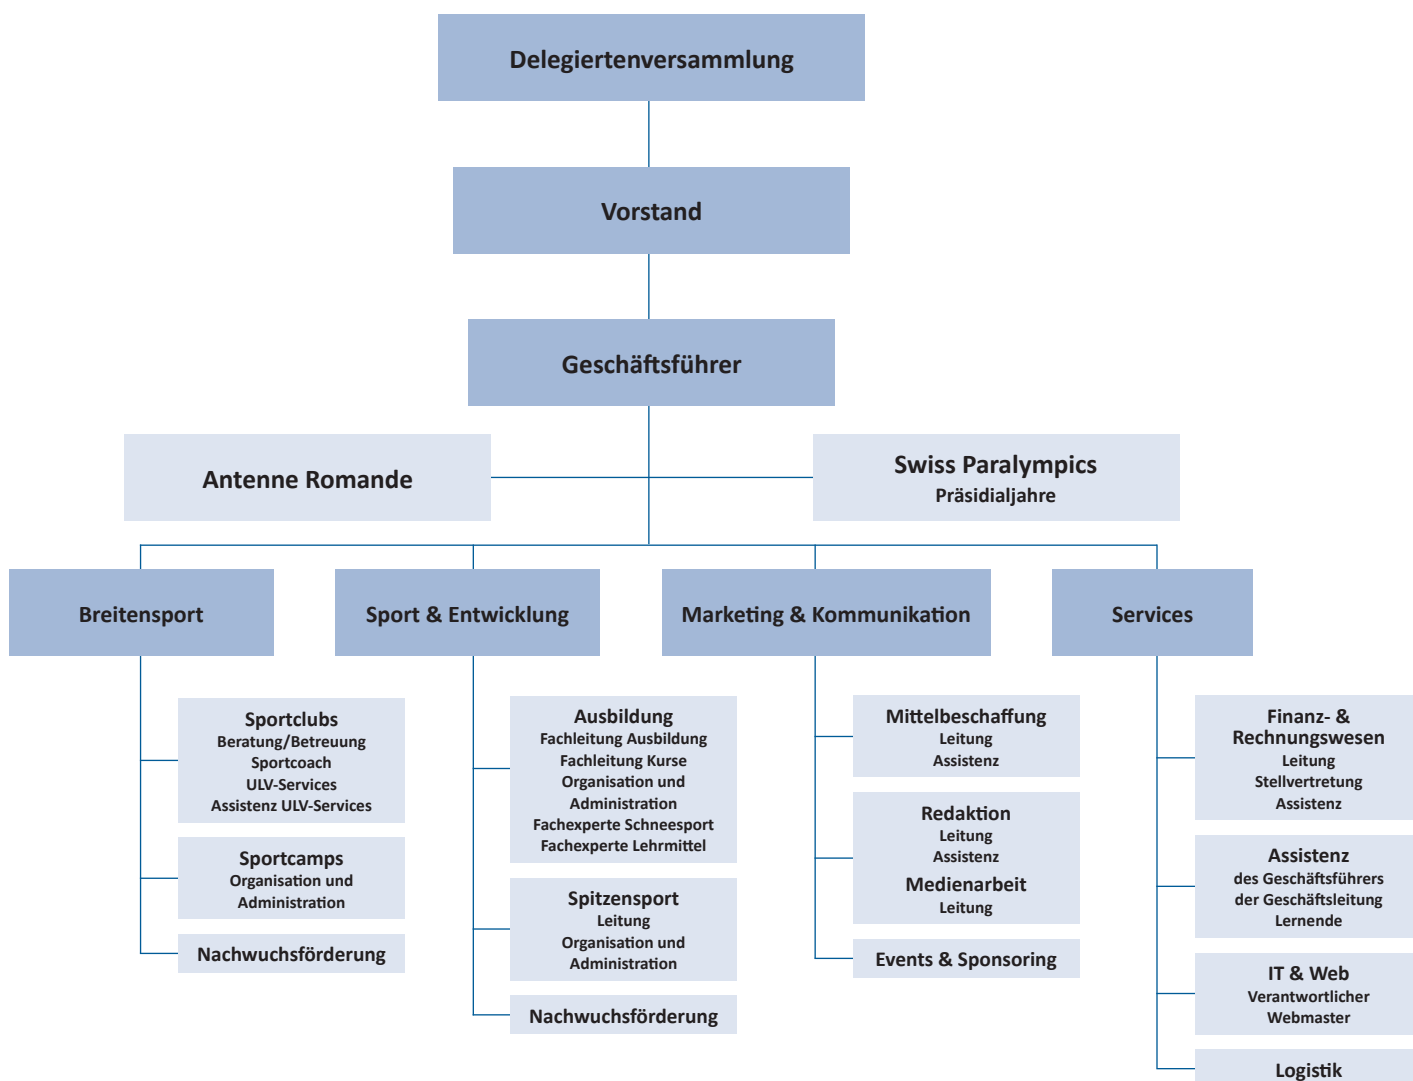 Delegiertenversammlung
Vorstand
Geschäftsführer
Antenne Romande
Swiss Paralympics
Präsidialjahre
Breitensport
Sport & Entwicklung
Marketing & Kommunikation
Services
Sportclubs
Beratung/Betreuung
Sportcoach
ULV-Services
Assistenz ULV-Services
Sportcamps
Organisation und
Administration
Nachwuchsförderung
Ausbildung
Fachleitung Ausbildung
Fachleitung Kurse
Organisation und
Administration
Fachexperte Schneesport
Fachexperte Lehrmittel
Spitzensport
Leitung
Organisation und
Administration
Nachwuchsförderung
Mittelbeschaffung
Leitung
Assistenz
Redaktion
Leitung
Assistenz
Medienarbeit
Leitung
Events & Sponsoring
Finanz- &
Rechnungswesen
Leitung
Stellvertretung
Assistenz
Assistenz
des Geschäftsführers
der Geschäftsleitung
Lernende
IT & Web
Verantwortlicher
Webmaster
Logistik